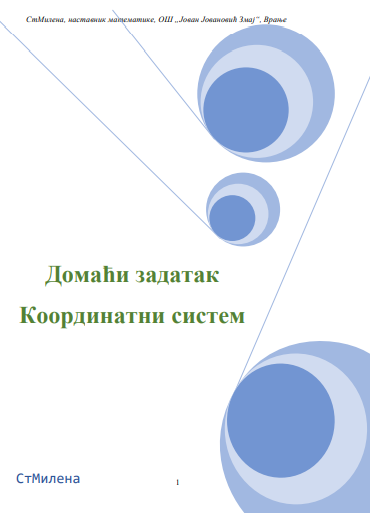 СтМилена, наставник математике, ОШ „Јован Јовановић Змај”, Врање
Домаћи задатак
Координатни систем
СтМилена
1